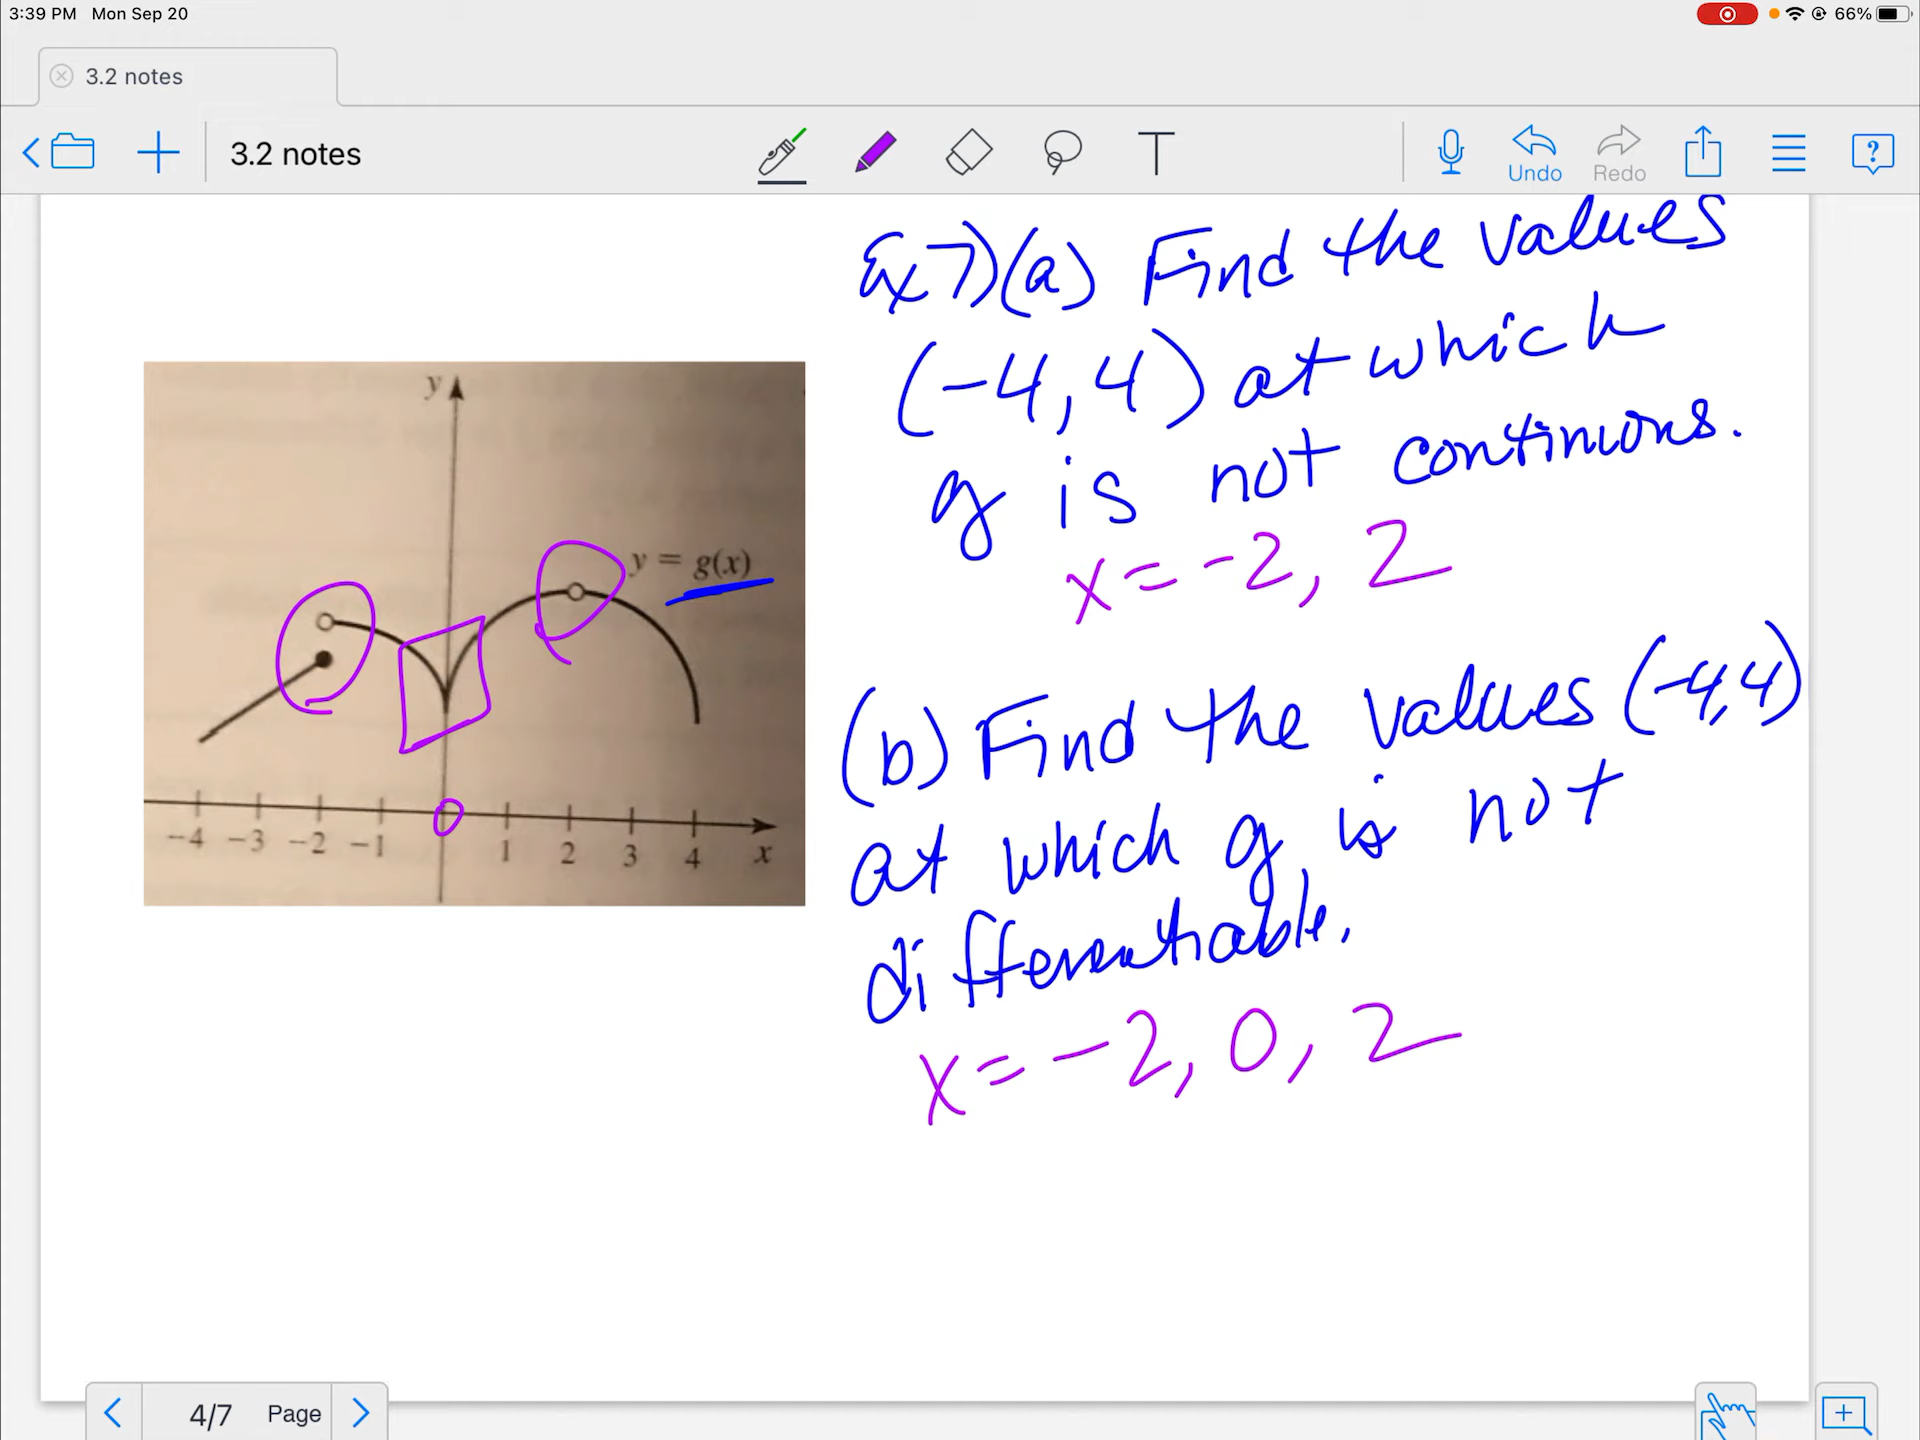 3:39 PM Mon Sep 20
66%
3.2 notes
3.2 notes
T
Undo
Redo
?
Ex7)(a) Find the values
(-4,4) at which
g is not continuous.
x=-2, 2
y
y = g(x)
0
-4 -3 -2 -1 1 2 3 4 x
(b) Find the values (-4,4)
at which g is not
differentiable.
x=-2, 0, 2
4/7 Page